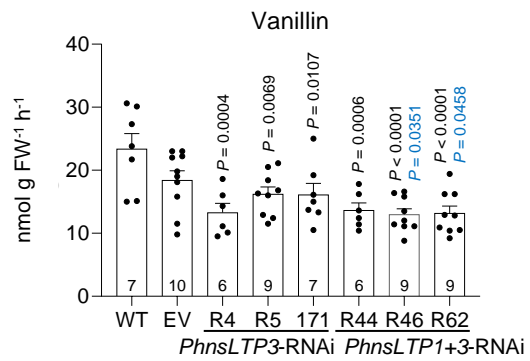 Vanillin
nmol g FW⁻¹ h⁻¹
40
30
20
10
0
P = 0.0004
P = 0.0069
P = 0.0107
P = 0.0006
P < 0.0001
P = 0.0351
P < 0.0001
P = 0.0458
7 10 6 9 7 6 9 9
WT EV R4 R5 171 R44 R46 R62
PhnsLTP3-RNAi PhnsLTP1+3-RNAi